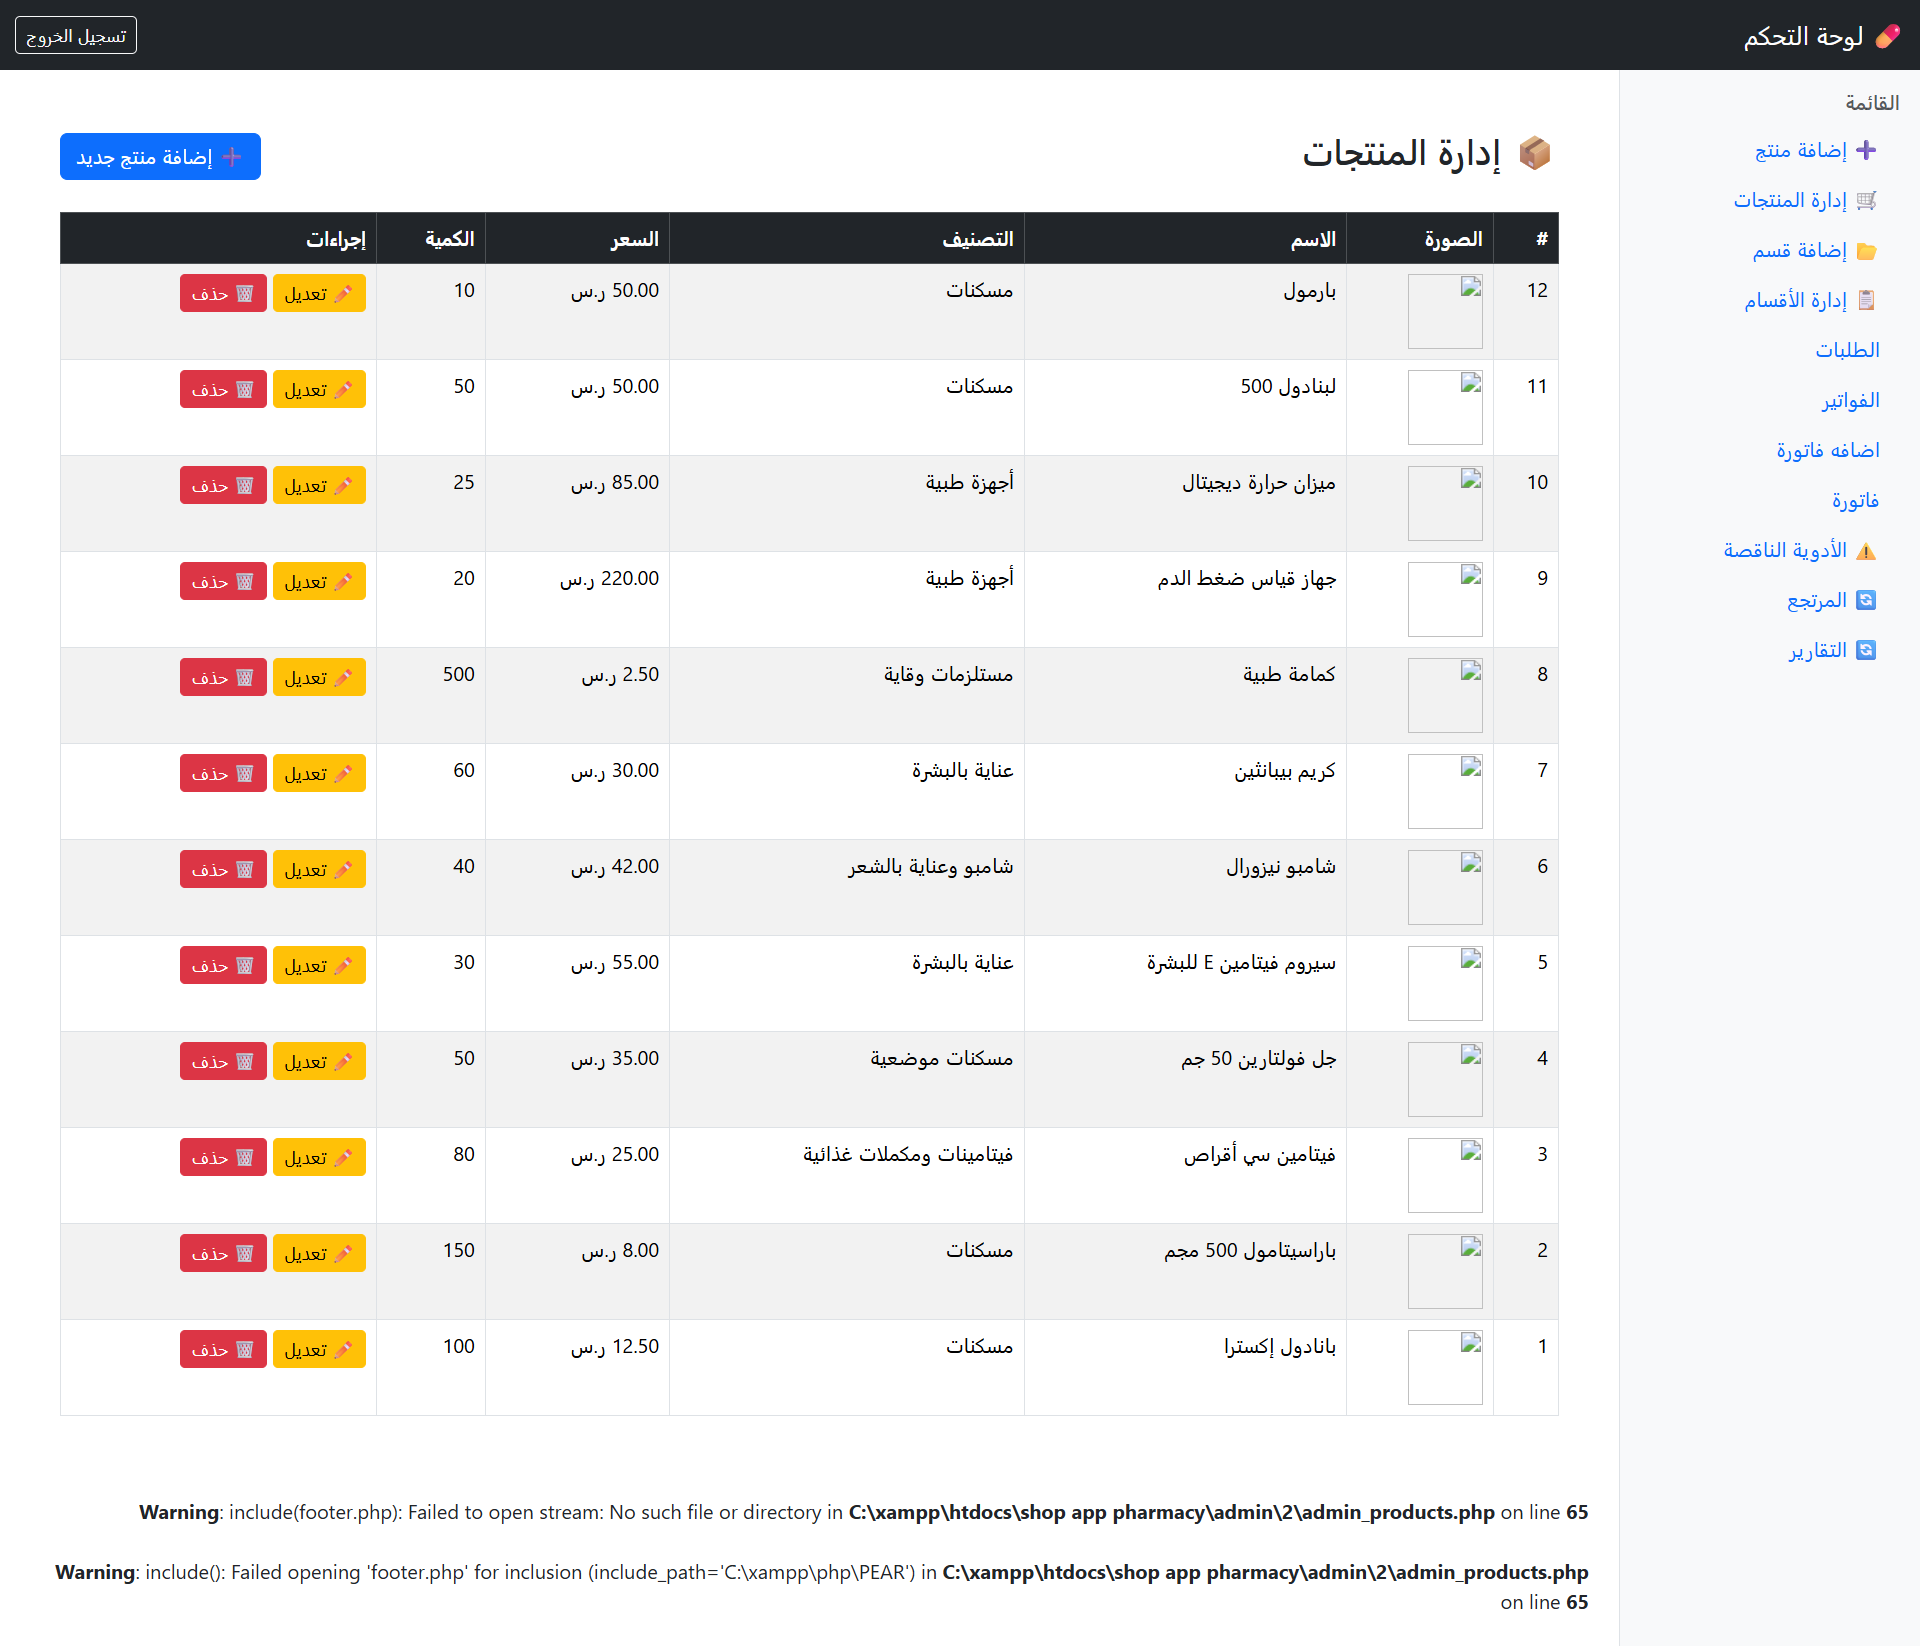 💊 لوحة التحكم
تسجيل الخروج
القائمة
➕ إضافة منتج
🛒 إدارة المنتجات
📂 إضافة قسم
📋 إدارة الأقسام
الطلبات
الفواتير
اضافه فاتورة
فاتورة
⚠️ الأدوية الناقصة
🔄 المرتجع
🔄 التقارير
📦 إدارة المنتجات
➕ إضافة منتج جديد
# الصورة الاسم التصنيف السعر الكمية إجراءات
12 بارمول مسكنات 50.00 ر.س 10 ✏️ تعديل 🗑️ حذف
11 لبنادول 500 مسكنات 50.00 ر.س 50 ✏️ تعديل 🗑️ حذف
10 ميزان حرارة ديجيتال أجهزة طبية 85.00 ر.س 25 ✏️ تعديل 🗑️ حذف
9 جهاز قياس ضغط الدم أجهزة طبية 220.00 ر.س 20 ✏️ تعديل 🗑️ حذف
8 كمامة طبية مستلزمات وقاية 2.50 ر.س 500 ✏️ تعديل 🗑️ حذف
7 كريم بيبانثين عناية بالبشرة 30.00 ر.س 60 ✏️ تعديل 🗑️ حذف
6 شامبو نيزورال شامبو وعناية بالشعر 42.00 ر.س 40 ✏️ تعديل 🗑️ حذف
5 سيروم فيتامين E للبشرة عناية بالبشرة 55.00 ر.س 30 ✏️ تعديل 🗑️ حذف
4 جل فولتارين 50 جم مسكنات موضعية 35.00 ر.س 50 ✏️ تعديل 🗑️ حذف
3 فيتامين سي أقراص فيتامينات ومكملات غذائية 25.00 ر.س 80 ✏️ تعديل 🗑️ حذف
2 باراسيتامول 500 مجم مسكنات 8.00 ر.س 150 ✏️ تعديل 🗑️ حذف
1 بانادول إكسترا مسكنات 12.50 ر.س 100 ✏️ تعديل 🗑️ حذف
Warning: include(footer.php): Failed to open stream: No such file or directory in C:\xampp\htdocs\shop app pharmacy\admin\2\admin_products.php on line 65
Warning: include(): Failed opening 'footer.php' for inclusion (include_path='C:\xampp\php\PEAR') in C:\xampp\htdocs\shop app pharmacy\admin\2\admin_products.php
on line 65